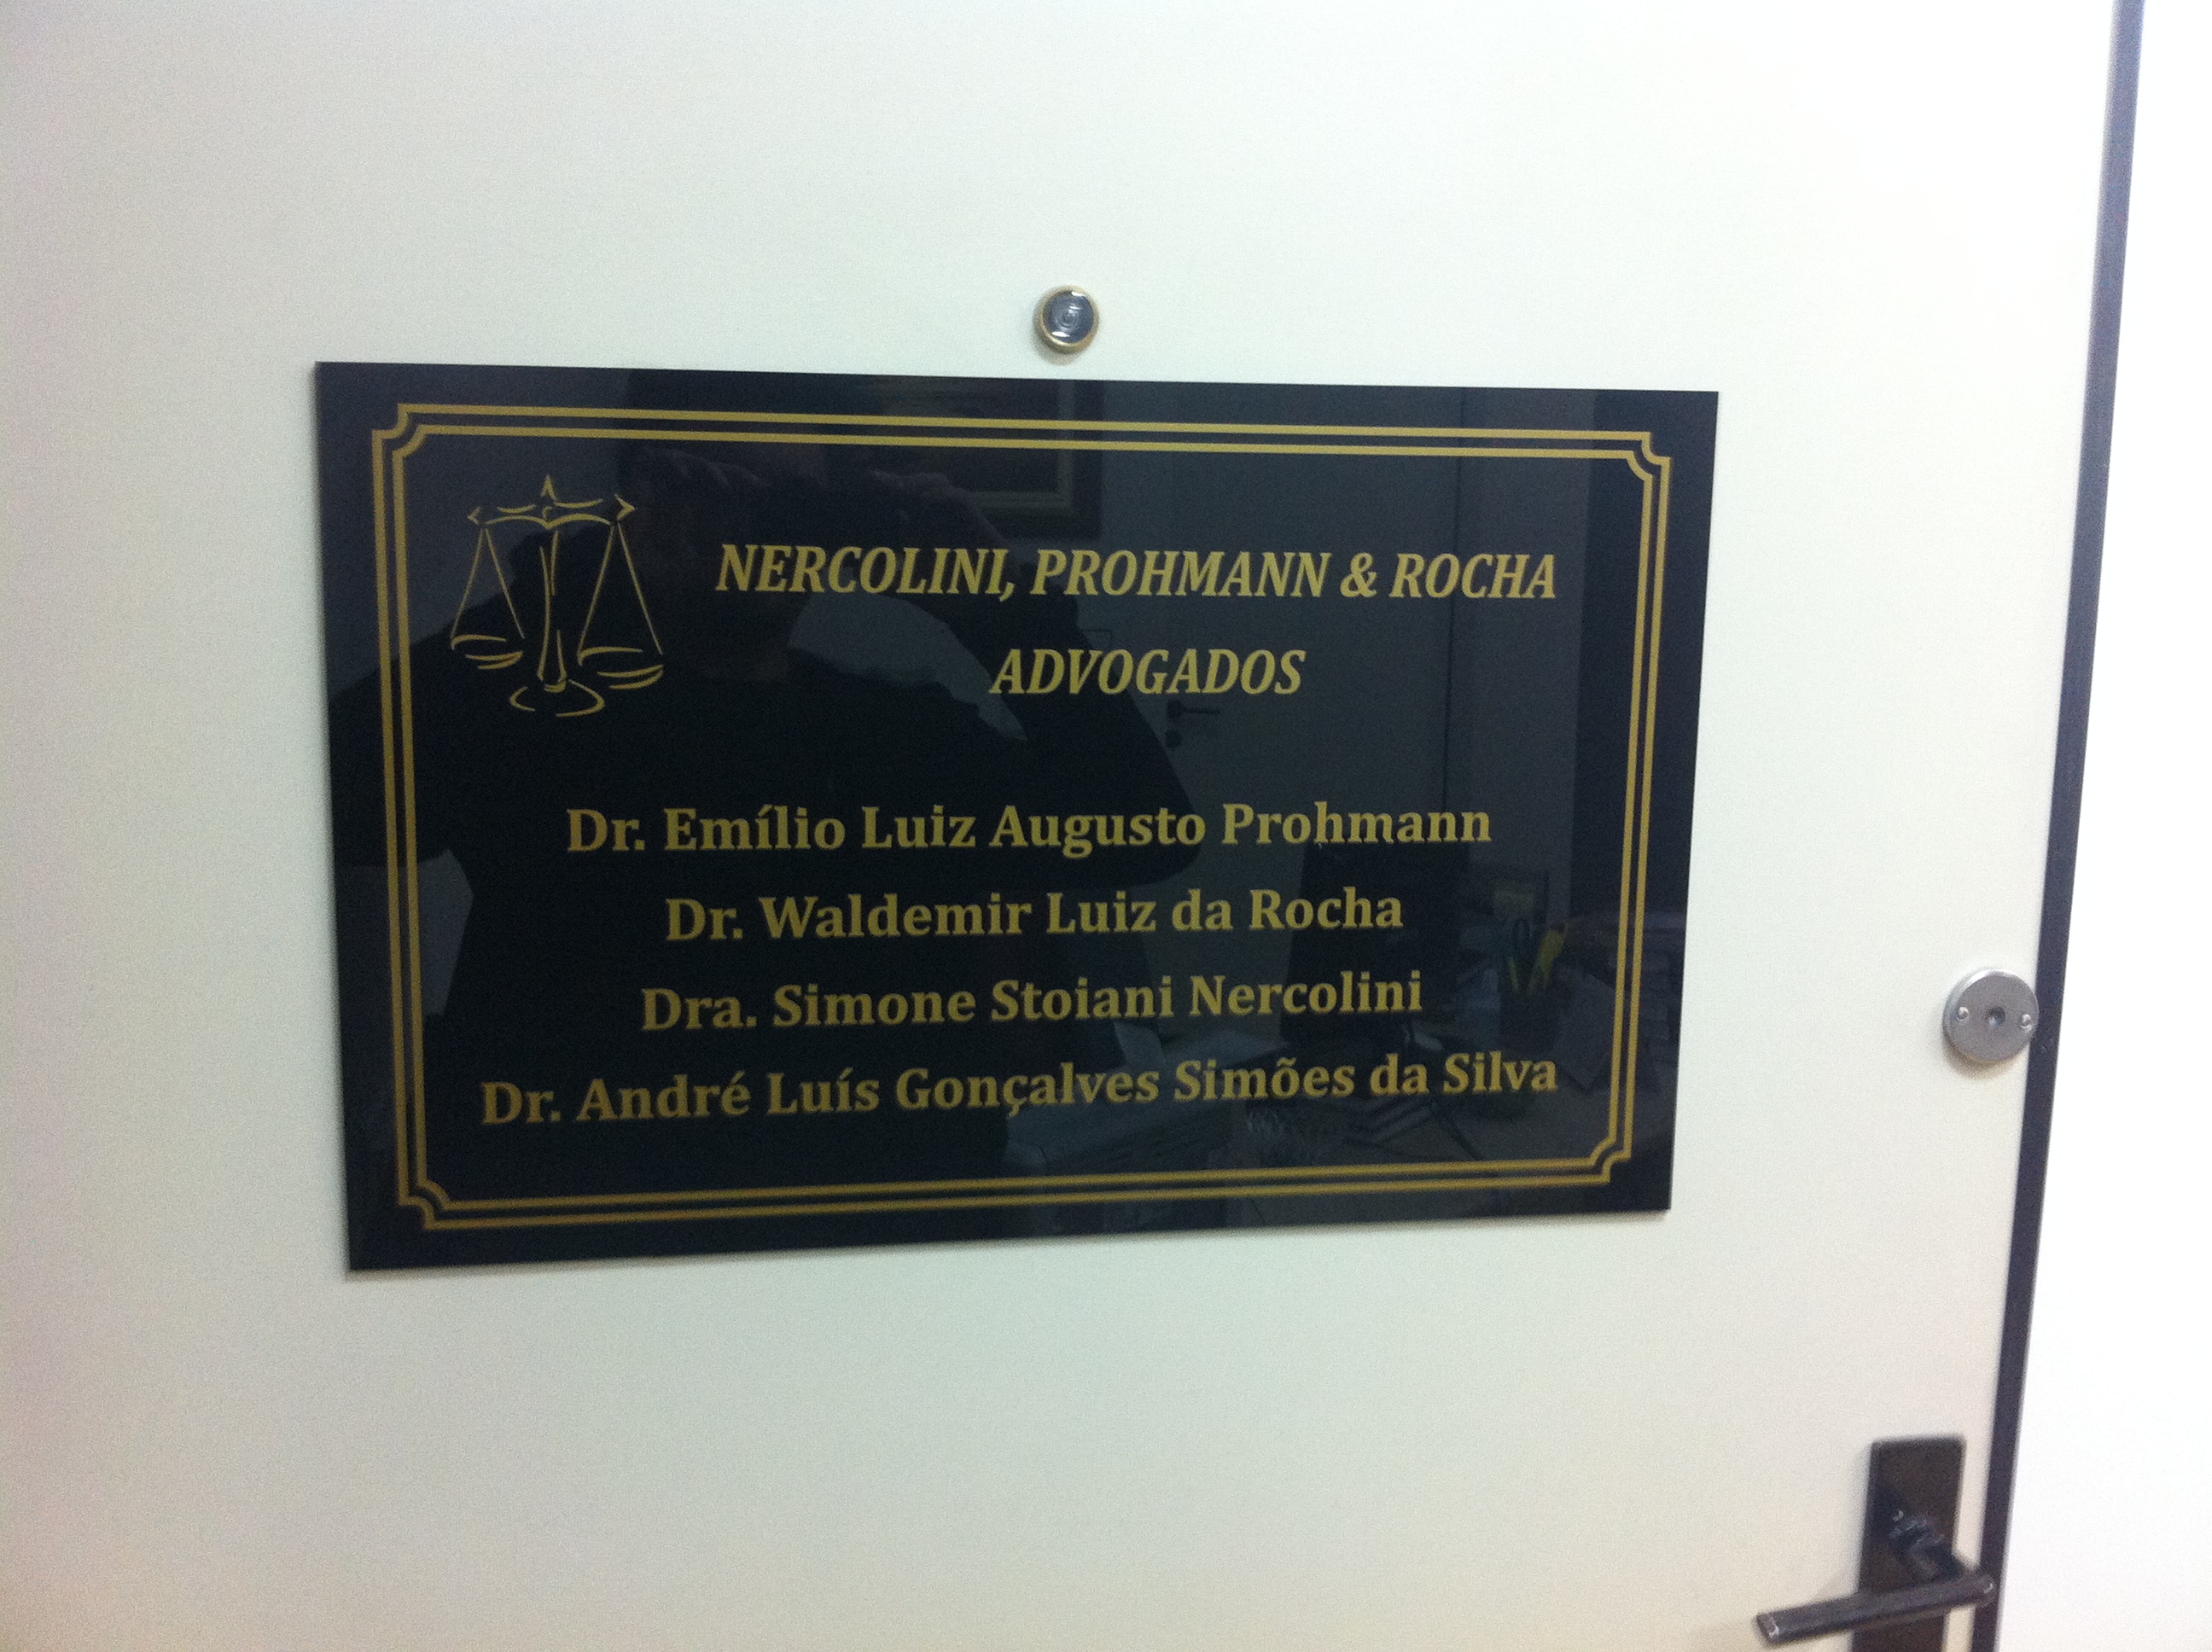 NERCOLINI, PROHMANN & ROCHA
ADVOGADOS
Dr. Emílio Luiz Augusto Prohmann
Dr. Waldemir Luiz da Rocha
Dra. Simone Stoiani Nercolini
Dr. André Luís Gonçalves Simões da Silva